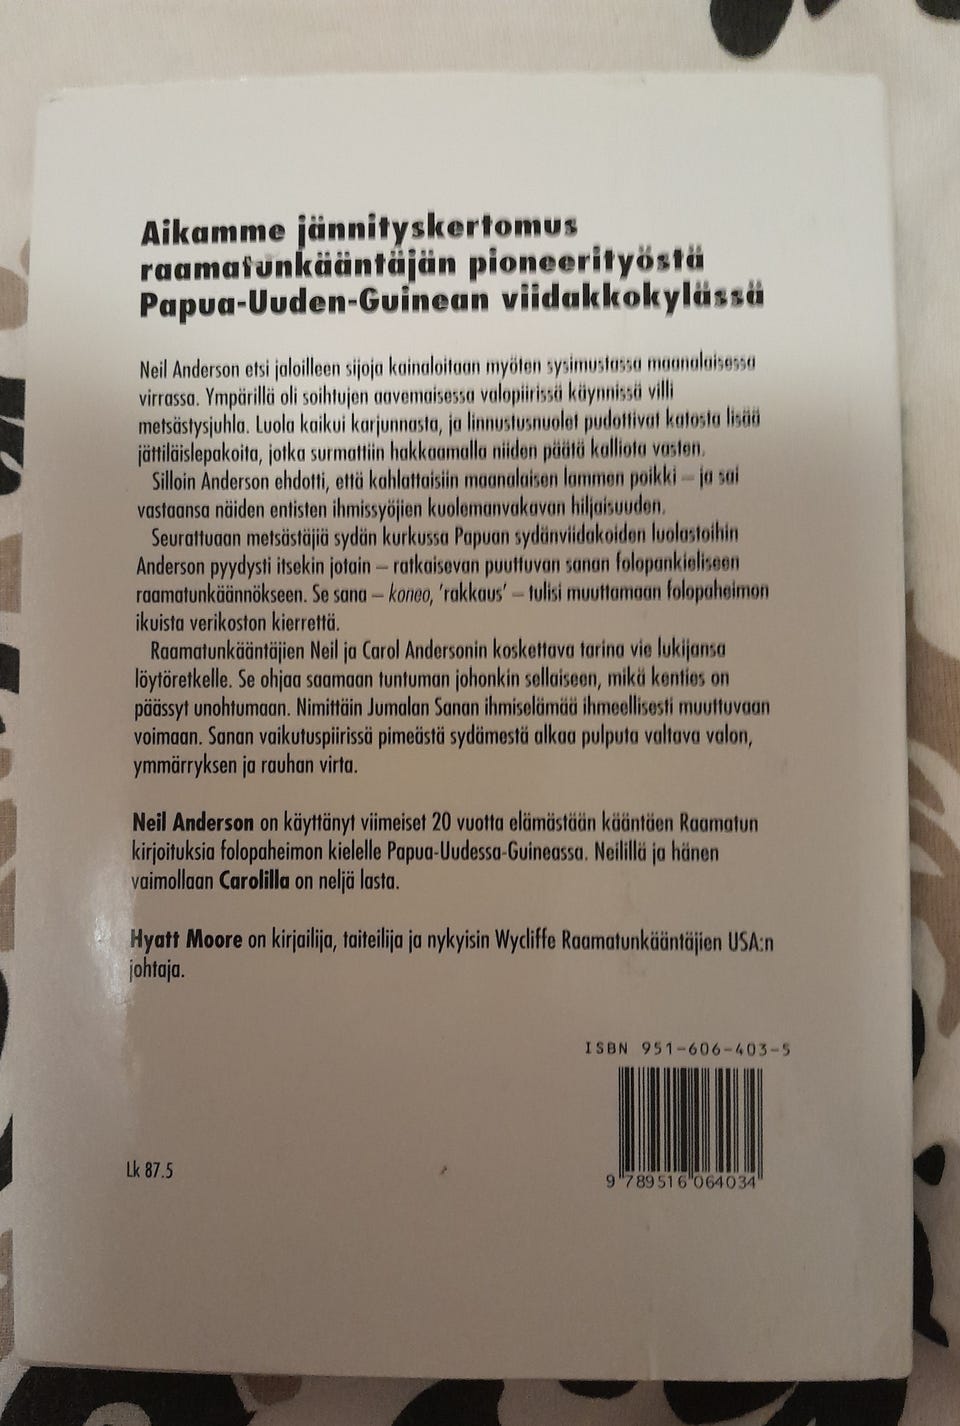 Aikamme jännityskertomus
raamatunkääntäjän pioneerityöstä
Papua-Uuden-Guinean viidakkokylässä
Neil Anderson etsi jaloilleen sijoja kainaloitaan myöten sysimustassa maanalaisessa
virrassa. Ympärillä oli soihtujen aavemaisessa valopiirissä käynnissä villi
metsästysjuhla. Luola kaikui karjunnasta, ja linnustusnuolet pudottivat katosta lisää
jättiläislepakoita, jotka surmattiin hakkaamalla niiden päätä kalliota vasten.
Silloin Anderson ehdotti, että kahlattaisiin maanalaisen lammen poikki – ja sai
vastaansa näiden entisten ihmissyöjien kuolemanvakavan hiljaisuuden.
Seurattuaan metsästäjiä sydän kurkussa Papuan sydänviidakoiden luolastoihin
Anderson pyydysti itsekin jotain – ratkaisevan puuttuvan sanan folopankieliseen
raamatunkäännökseen. Se sana – koneo, 'rakkaus' – tulisi muuttamaan folopaheimon
ikuista verikoston kierrettä.
Raamatunkääntäjien Neil ja Carol Andersonin koskettava tarina vie lukijansa
löytöretkelle. Se ohjaa saamaan tuntuman johonkin sellaiseen, mikä kenties on
päässyt unohtumaan. Nimittäin Jumalan Sanan ihmiselämää ihmeellisesti muuttuvaan
voimaan. Sanan vaikutuspiirissä pimeästä sydämestä alkaa pulputa valtava valon,
ymmärryksen ja rauhan virta.
Neil Anderson on käyttänyt viimeiset 20 vuotta elämästään kääntäen Raamatun
kirjoituksia folopaheimon kielelle Papua-Uudessa-Guineassa. Neilillä ja hänen
vaimollaan Carolilla on neljä lasta.
Hyatt Moore on kirjailija, taiteilija ja nykyisin Wycliffe Raamatunkääntäjien USA:n
johtaja.
ISBN 951-606-403-5
Lk 87.5
9 789516 064034